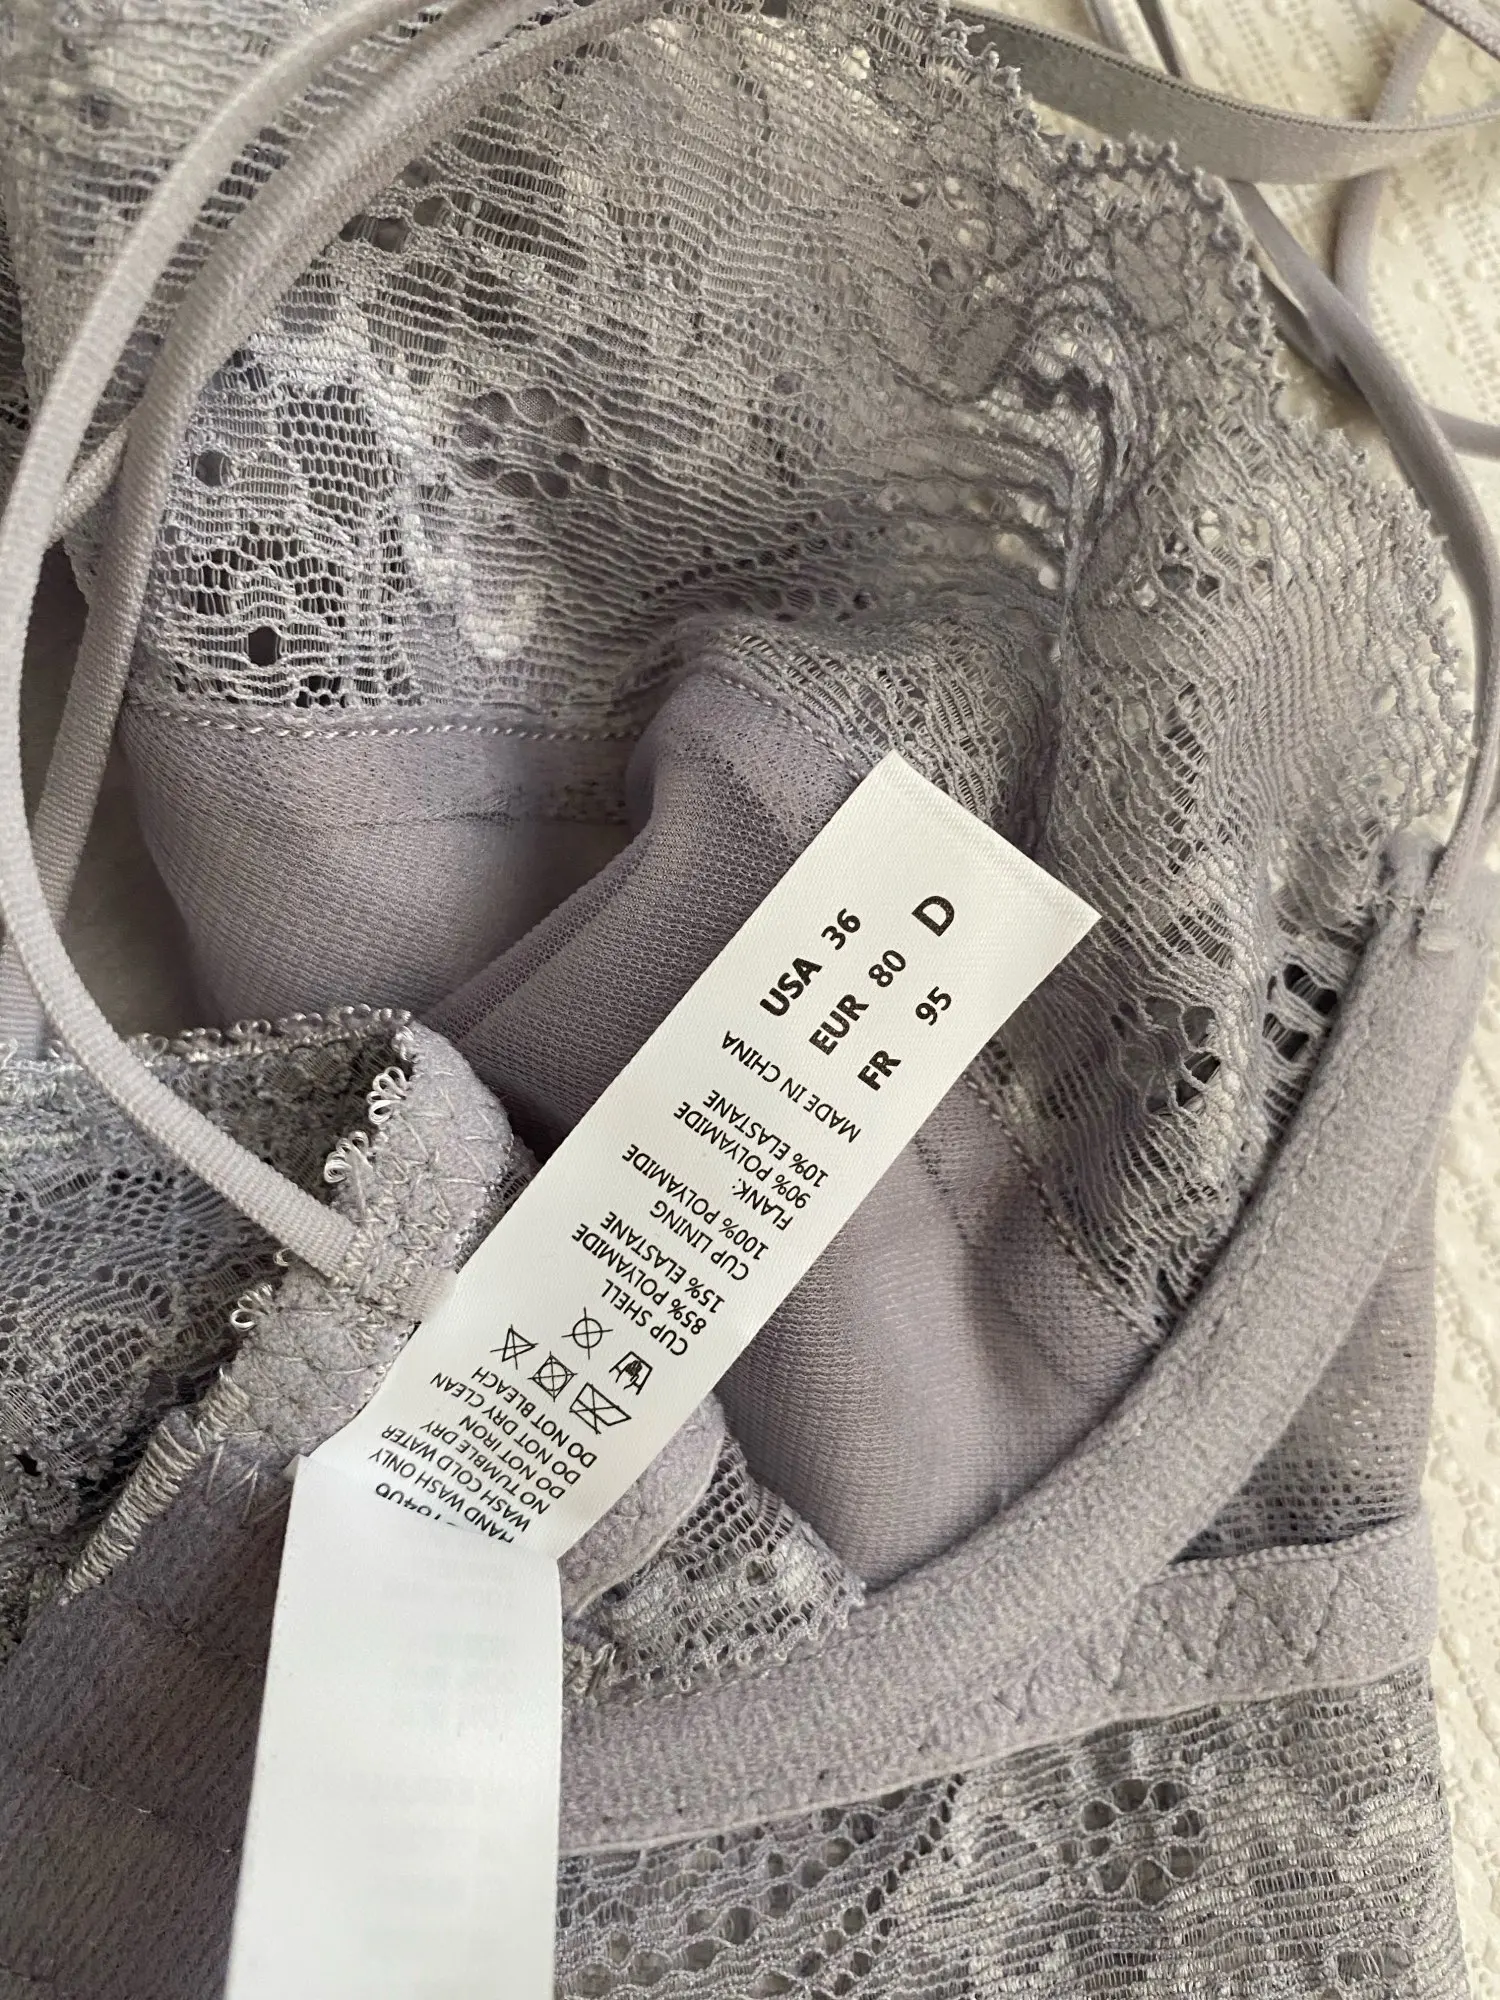 USA 36
EUR 80 D
FR 95
HAND WASH ONLY
WASH COLD WATER
NO TUMBLE DRY
DO NOT IRON
DO NOT DRY CLEAN
DO NOT BLEACH
CUP SHELL
85% POLYAMIDE
15% ELASTANE
CUP LINING
100% POLYAMIDE
FLANK:
90% POLYAMIDE
10% ELASTANE
MADE IN CHINA